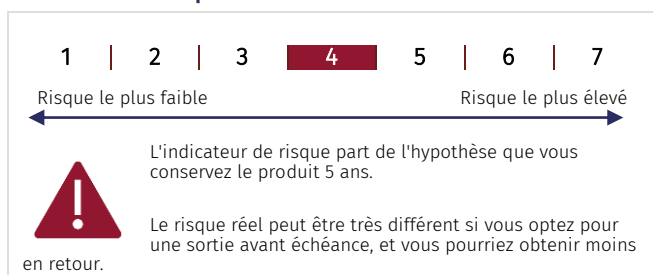 1 | 2 | 3 | 4 | 5 | 6 | 7
Risque le plus faible Risque le plus élevé
L'indicateur de risque part de l'hypothèse que vous
conservez le produit 5 ans.
Le risque réel peut être très différent si vous optez pour
une sortie avant échéance, et vous pourriez obtenir moins
en retour.